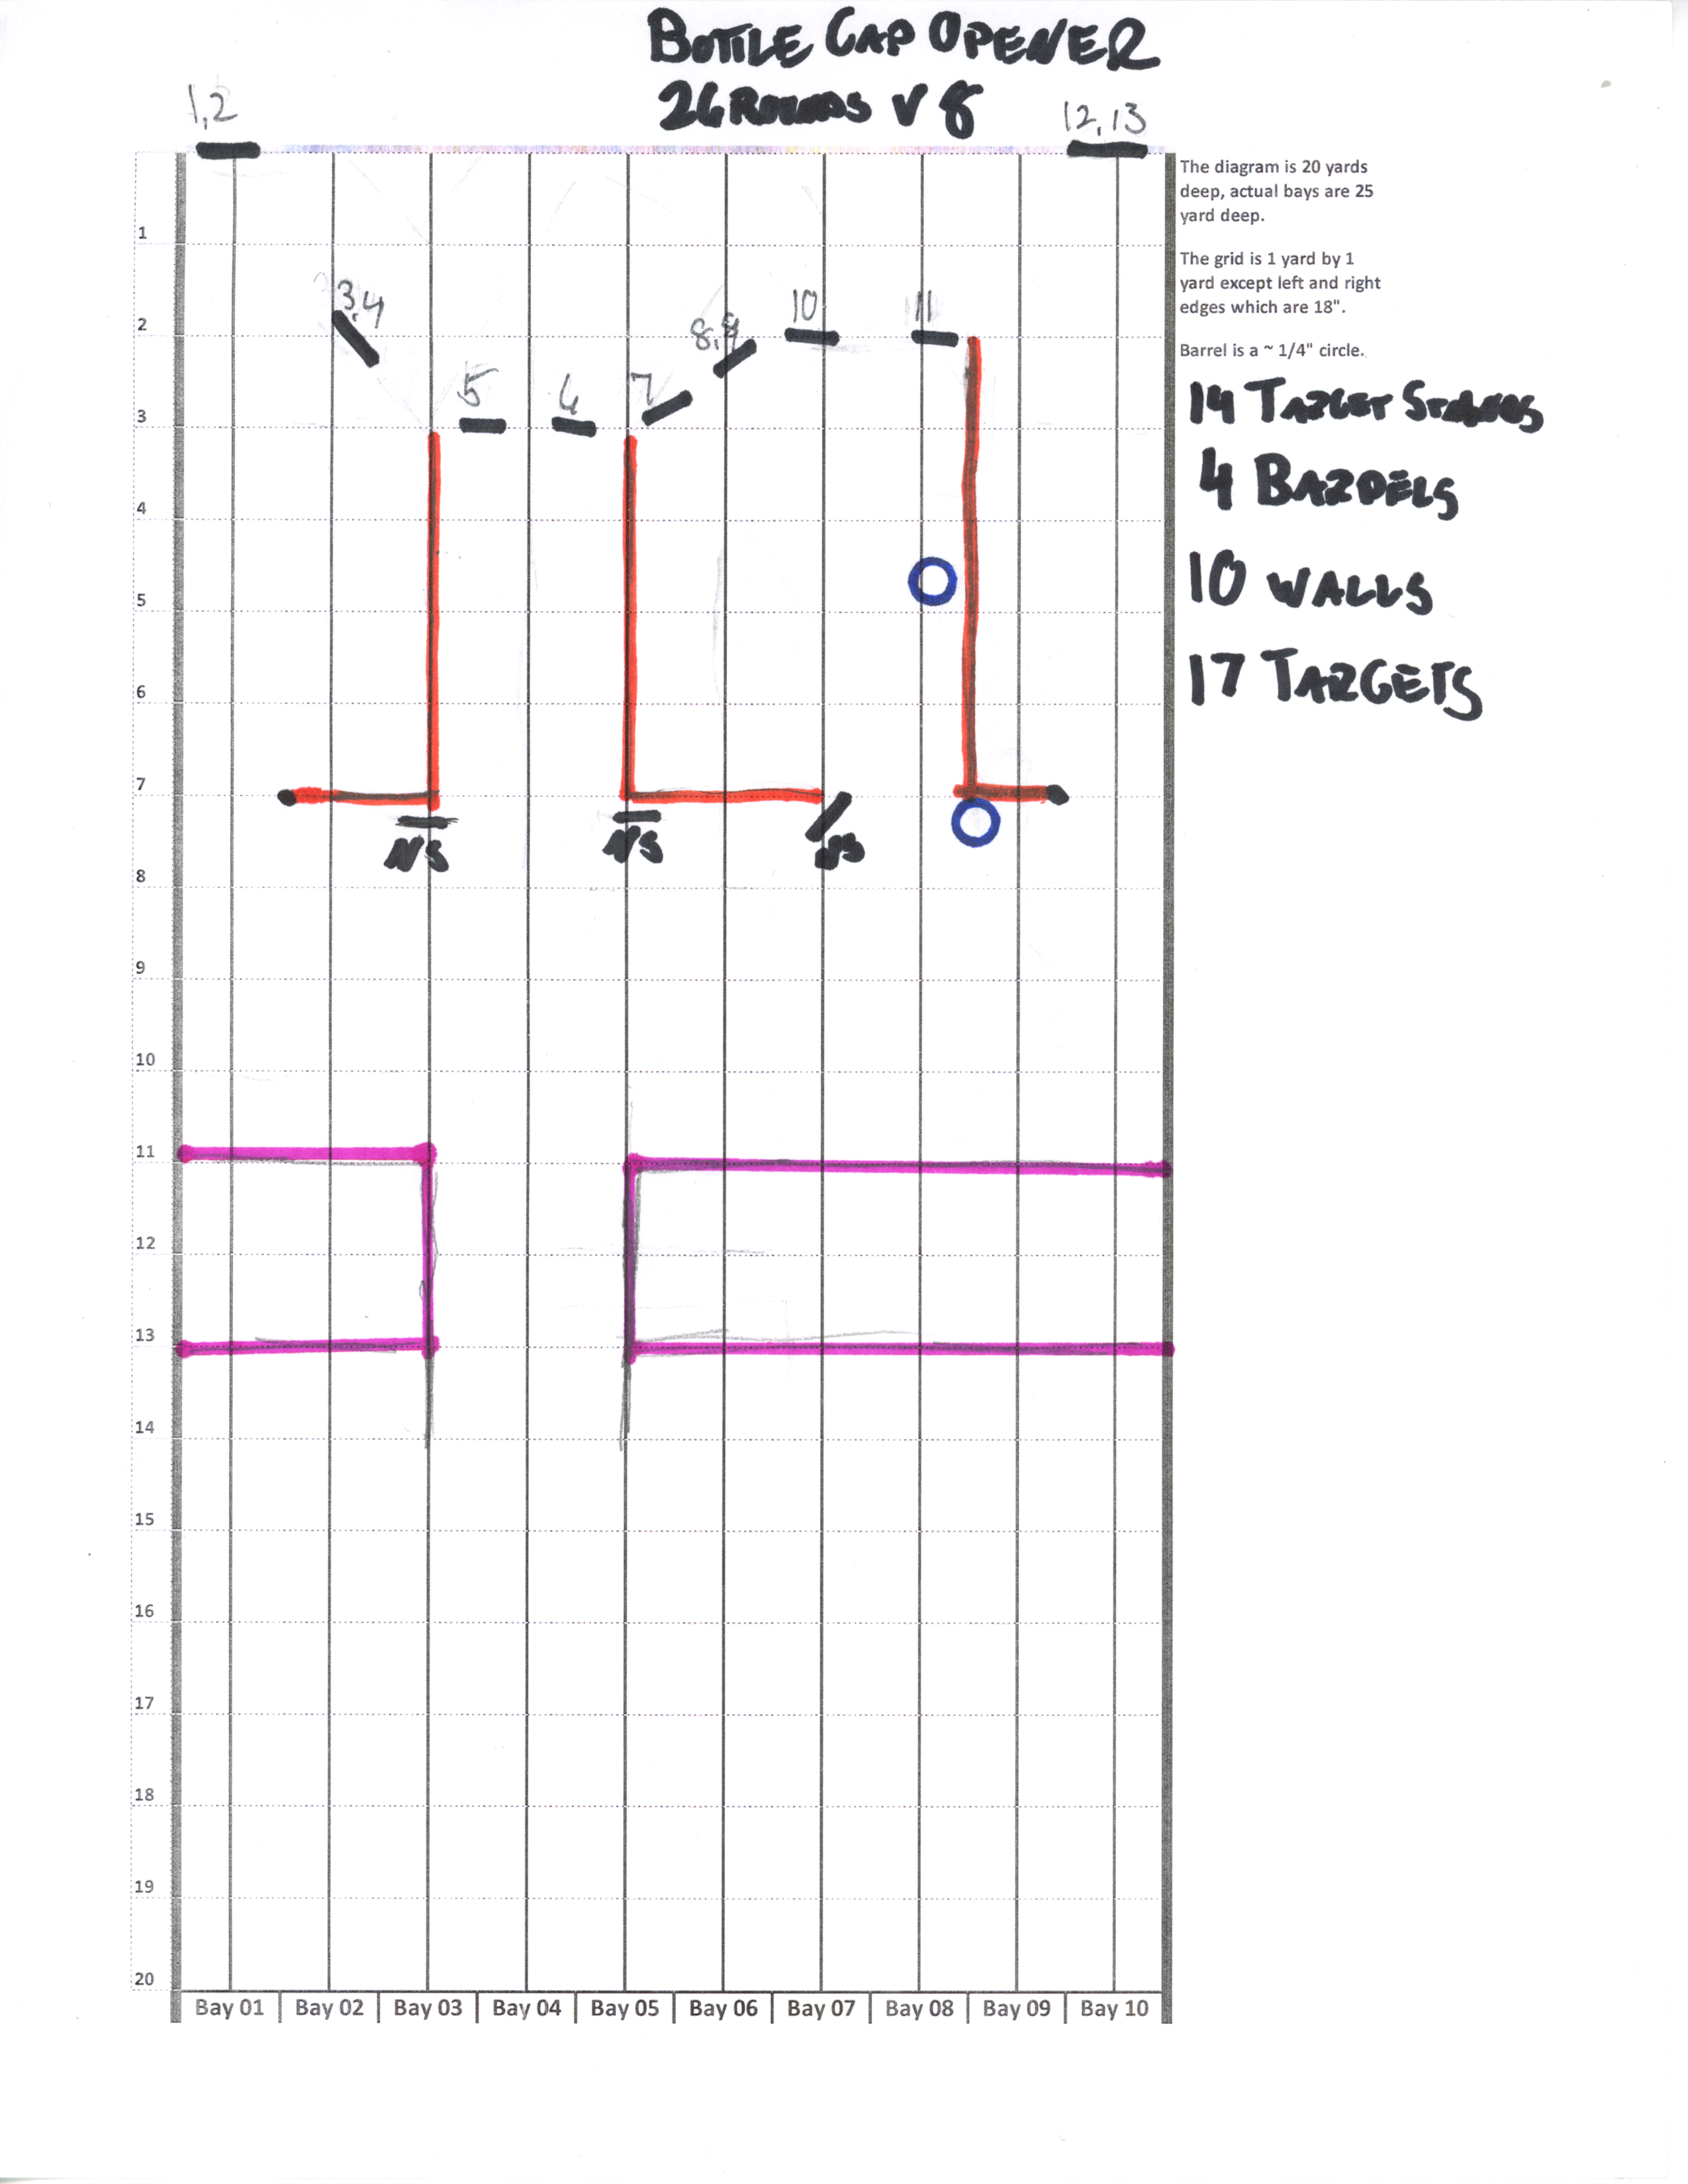 BOTTLE CAP OPENER
26 ROUNDS V 8
1,2
12,13
The diagram is 20 yards
deep, actual bays are 25
yard deep.
The grid is 1 yard by 1
yard except left and right
edges which are 18".
Barrel is a ~ 1/4" circle.
14 TARGET STANDS
4 BARRELS
10 WALLS
17 TARGETS
1
3,4
10
11
2
8,9
5
6
7
3
4
5
6
7
NS
NS
NS
8
9
10
11
12
13
14
15
16
17
18
19
20
Bay 01
Bay 02
Bay 03
Bay 04
Bay 05
Bay 06
Bay 07
Bay 08
Bay 09
Bay 10